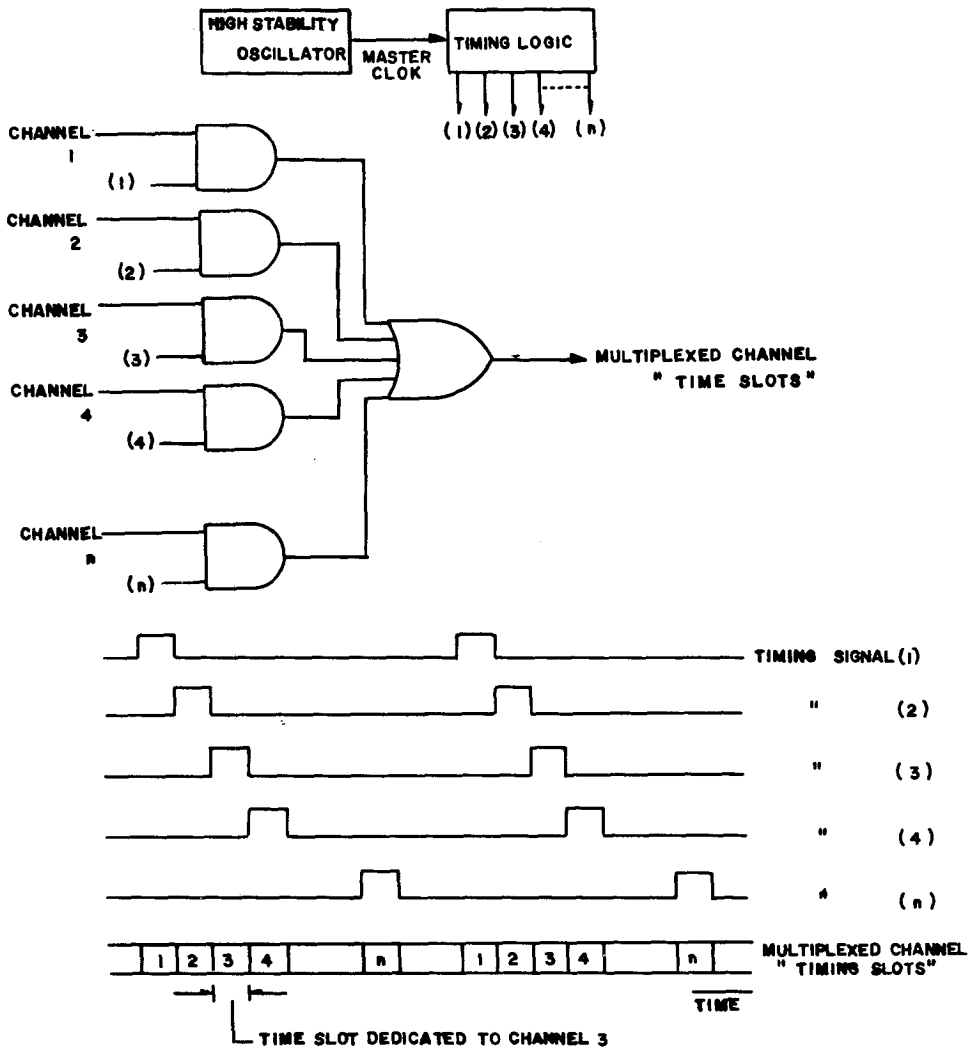 HIGH STABILITY
OSCILLATOR
MASTER
CLOK
TIMING LOGIC
(1) (2) (3) (4) (n)
CHANNEL
1
(1)
CHANNEL
2
(2)
CHANNEL
3
(3)
CHANNEL
4
(4)
CHANNEL
n
(n)
MULTIPLEXED CHANNEL
" TIME SLOTS"
TIMING SIGNAL (1)
" (2)
" (3)
" (4)
" (n)
1 2 3 4 n 1 2 3 4 n
MULTIPLEXED CHANNEL
" TIMING SLOTS"
TIME
TIME SLOT DEDICATED TO CHANNEL 3